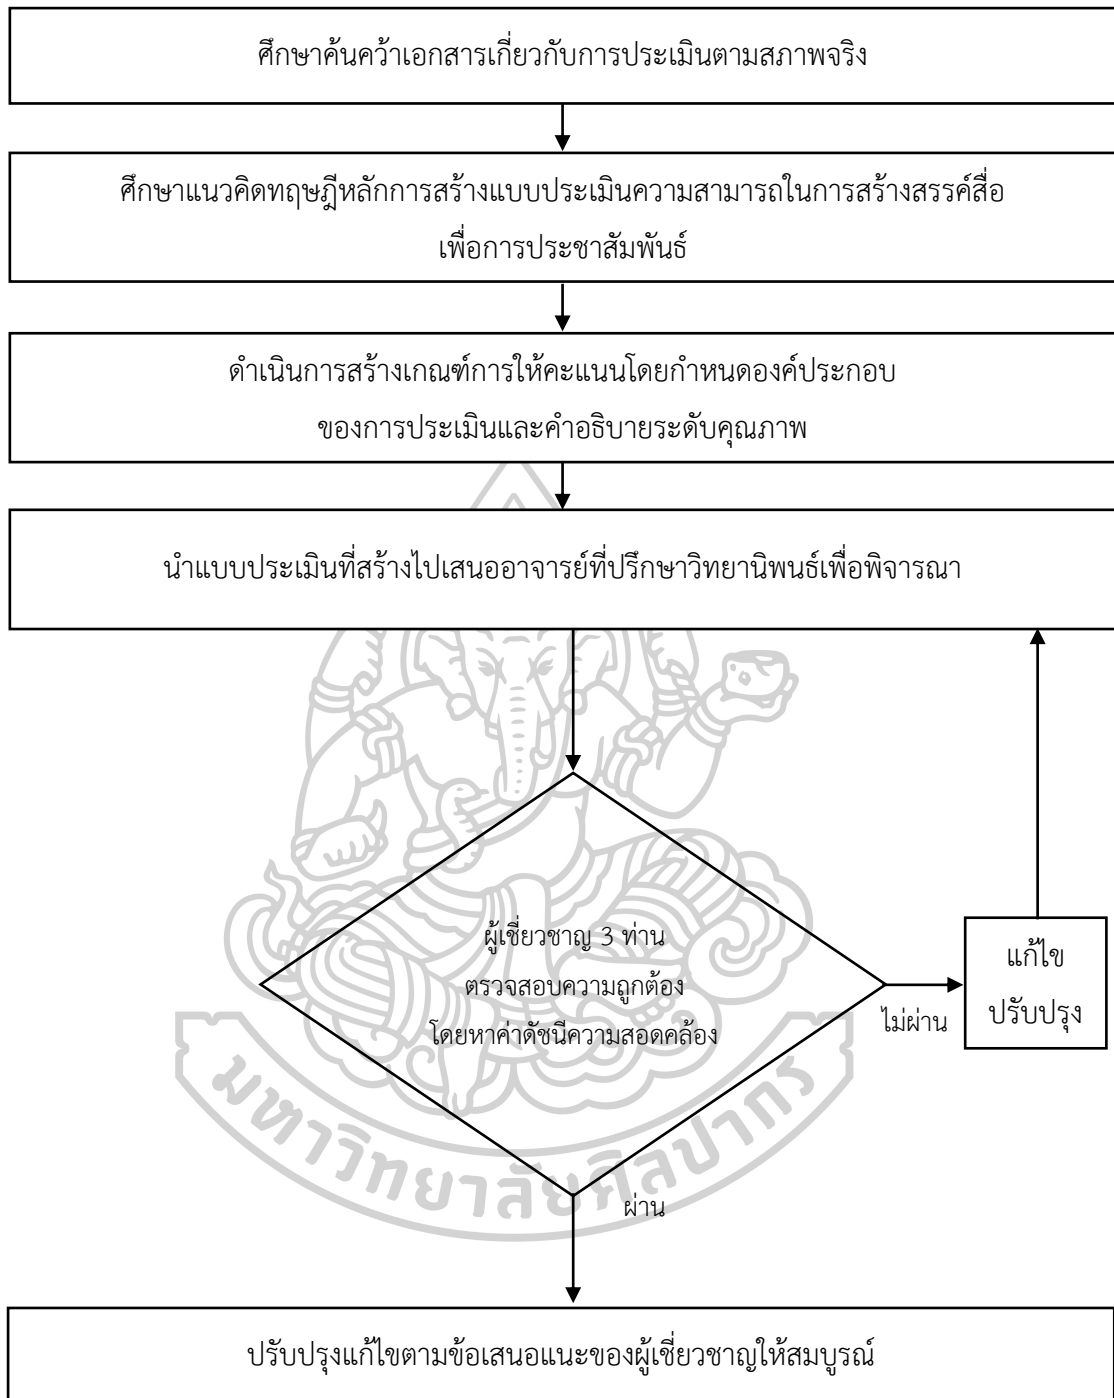 ศึกษาค้นคว้าเอกสารเกี่ยวกับการประเมินตามสภาพจริง
ศึกษาแนวคิดทฤษฎีหลักการสร้างแบบประเมินความสามารถในการสร้างสรรค์สื่อ
เพื่อการประชาสัมพันธ์
ดำเนินการสร้างเกณฑ์การให้คะแนนโดยกำหนดองค์ประกอบ
ของการประเมินและคำอธิบายระดับคุณภาพ
นำแบบประเมินที่สร้างไปเสนออาจารย์ที่ปรึกษาวิทยานิพนธ์เพื่อพิจารณา
ผู้เชี่ยวชาญ 3 ท่าน
ตรวจสอบความถูกต้อง
โดยหาค่าดัชนีความสอดคล้อง
ไม่ผ่าน
แก้ไข
ปรับปรุง
มหาวิทยาลัยศิลปากร
ผ่าน
ปรับปรุงแก้ไขตามข้อเสนอแนะของผู้เชี่ยวชาญให้สมบูรณ์